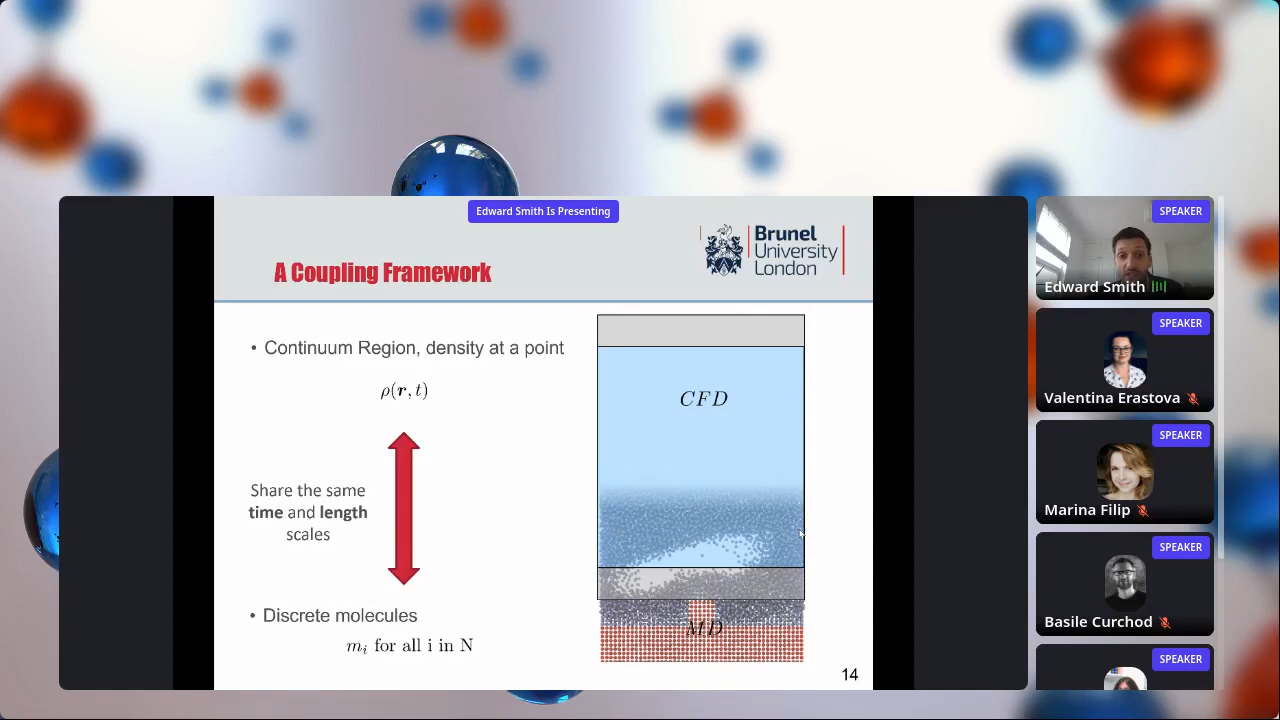 Edward Smith Is Presenting
Brunel
University
London
A Coupling Framework
• Continuum Region, density at a point
ρ(r, t)
CFD
Share the same
time and length
scales
• Discrete molecules
m_i for all i in N
MD
14
SPEAKER
Edward Smith
SPEAKER
Valentina Erastova
SPEAKER
Marina Filip
SPEAKER
Basile Curchod
SPEAKER